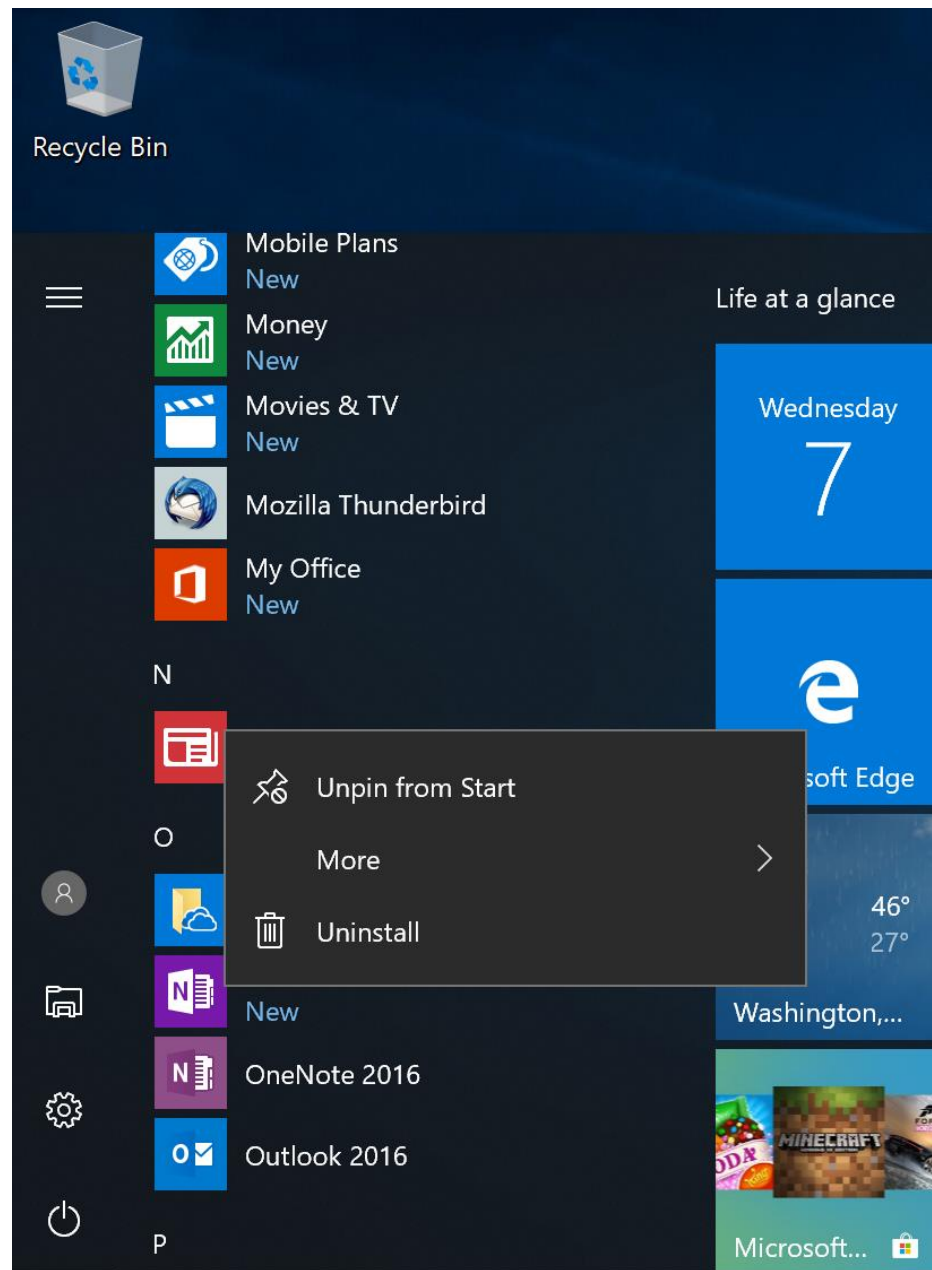 Recycle Bin
Mobile Plans
New
Money
New
Movies & TV
New
Mozilla Thunderbird
My Office
New
N
O
New
OneNote 2016
Outlook 2016
P
Unpin from Start
More
Uninstall
Life at a glance
Wednesday
7
soft Edge
46°
27°
Washington,...
MINECRAFT
Microsoft...